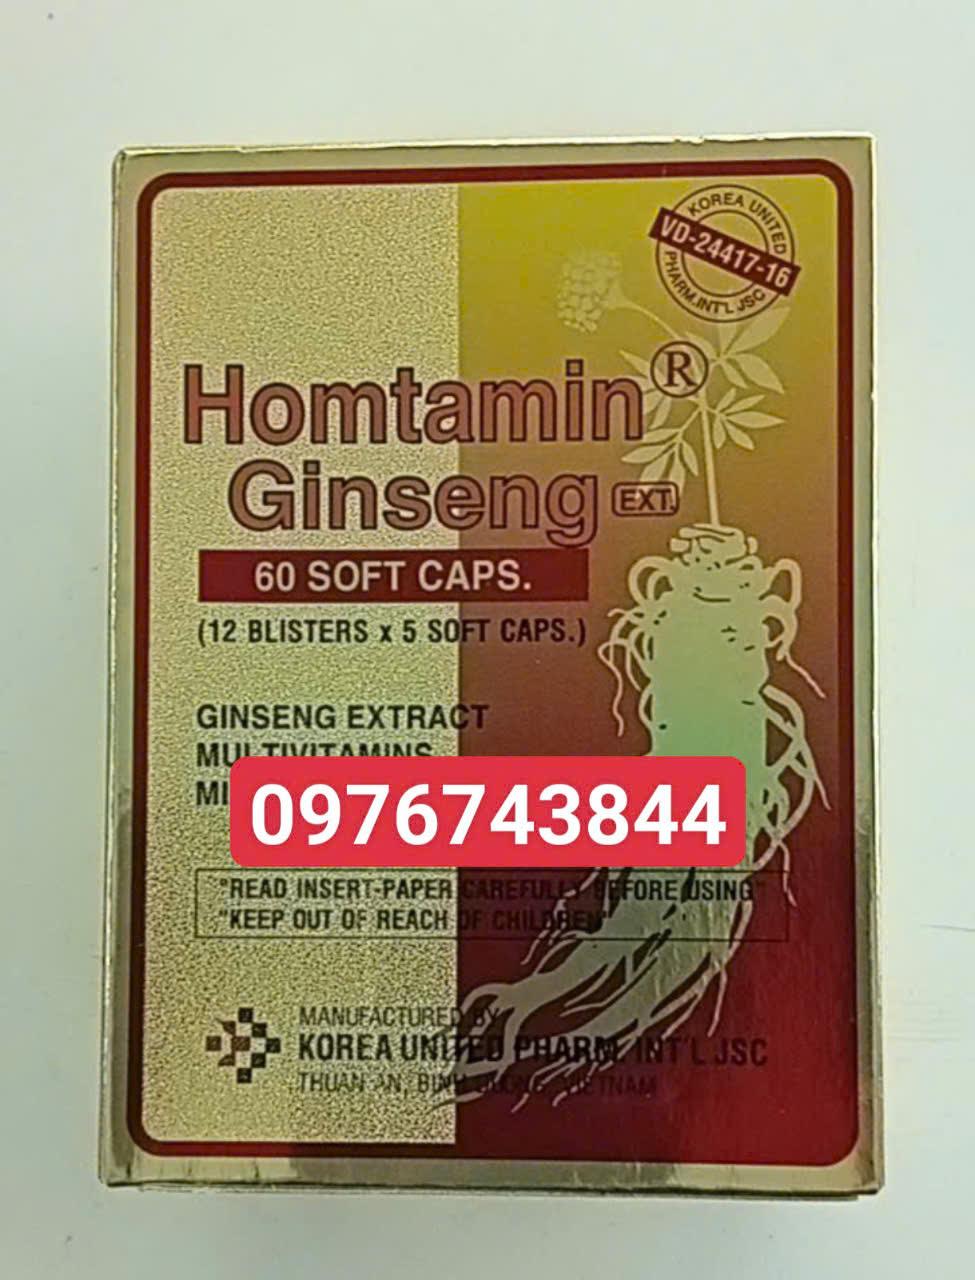 KOREA UNITED
VD-24417-16
PHARM.INT'L JSC
Homtamin®
Ginseng EXT.
60 SOFT CAPS.
(12 BLISTERS x 5 SOFT CAPS.)
GINSENG EXTRACT
MULTIVITAMINS
0976743844
"READ INSERT-PAPER CAREFULLY BEFORE USING"
"KEEP OUT OF REACH OF CHILDREN"
MANUFACTURED BY
KOREA UNITED PHARM. INT'L JSC
THUAN AN, BINH DUONG, VIETNAM